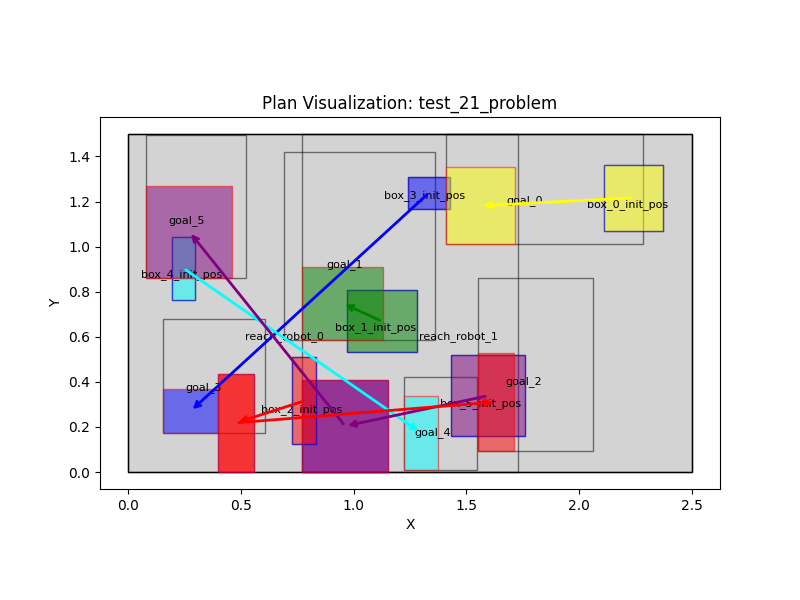 Plan Visualization: test_21_problem
1.4
1.2
1.0
0.8
0.6
0.4
0.2
0.0
Y
box_3_init_pos
goal_0
box_0_init_pos
goal_5
box_4_init_pos
goal_1
box_1_init_pos
reach_robot_0
reach_robot_1
goal_3
goal_2
box_2_init_pos
box_5_init_pos
goal_4
0.0
0.5
1.0
1.5
2.0
2.5
X